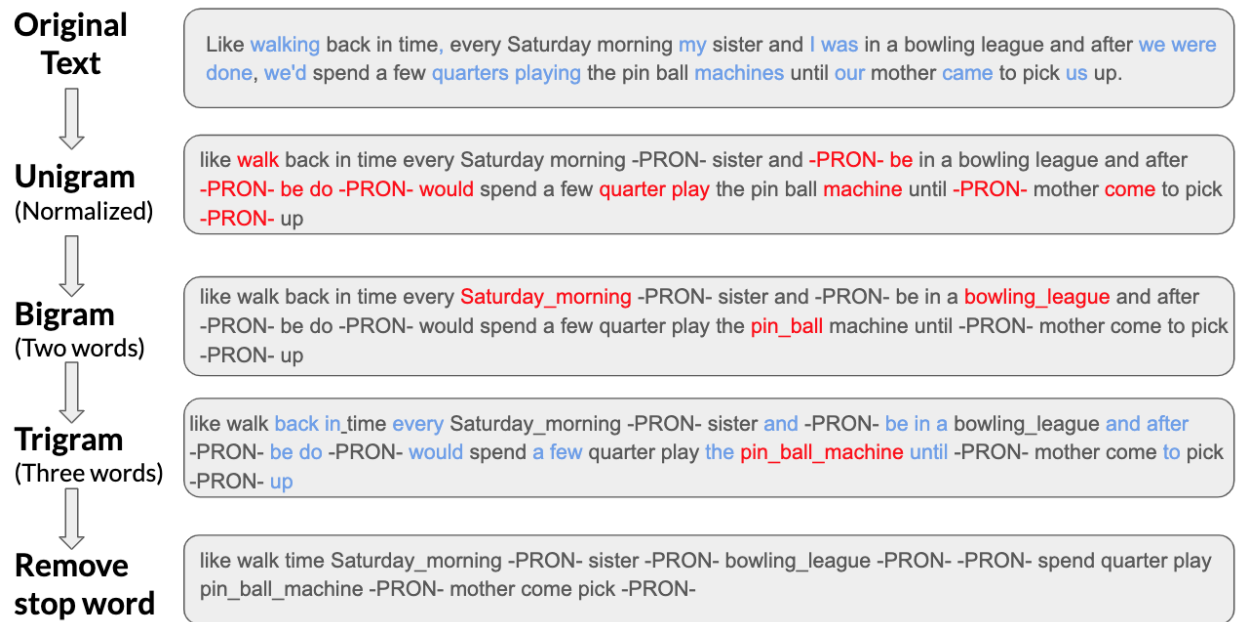 Original
Text
Like walking back in time, every Saturday morning my sister and I was in a bowling league and after we were
done, we'd spend a few quarters playing the pin ball machines until our mother came to pick us up.
Unigram
(Normalized)
like walk back in time every Saturday morning -PRON- sister and -PRON- be in a bowling league and after
-PRON- be do -PRON- would spend a few quarter play the pin ball machine until -PRON- mother come to pick
-PRON- up
Bigram
(Two words)
like walk back in time every Saturday_morning -PRON- sister and -PRON- be in a bowling_league and after
-PRON- be do -PRON- would spend a few quarter play the pin_ball machine until -PRON- mother come to pick
-PRON- up
Trigram
(Three words)
like walk back in_time every Saturday_morning -PRON- sister and -PRON- be in a bowling_league and after
-PRON- be do -PRON- would spend a few quarter play the pin_ball_machine until -PRON- mother come to pick
-PRON- up
Remove
stop word
like walk time Saturday_morning -PRON- sister -PRON- bowling_league -PRON- -PRON- spend quarter play
pin_ball_machine -PRON- mother come pick -PRON-